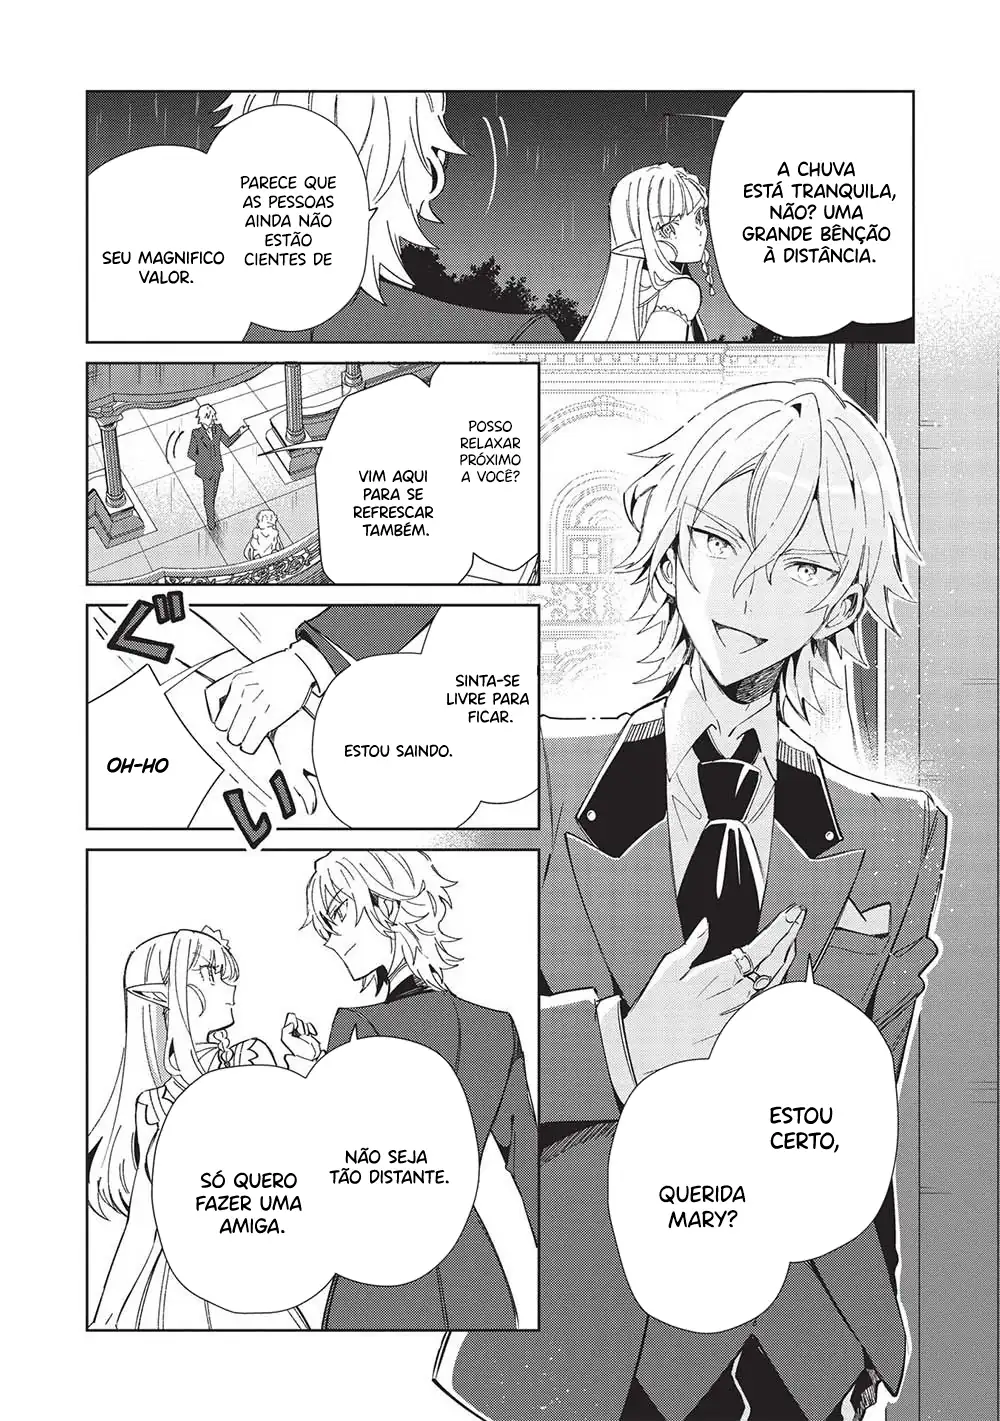 A CHUVA
ESTÁ TRANQUILA,
NÃO? UMA
GRANDE BÊNÇÃO
À DISTÂNCIA.
PARECE QUE
AS PESSOAS
AINDA NÃO
ESTÃO
CIENTES DE
SEU MAGNIFICO
VALOR.
POSSO
RELAXAR
PRÓXIMO
A VOCÊ?
VIM AQUI
PARA SE
REFRESCAR
TAMBÉM.
SINTA-SE
LIVRE PARA
FICAR.
ESTOU SAINDO.
OH-HO
ぐい
NÃO SEJA
TÃO DISTANTE.
SÓ QUERO
FAZER UMA
AMIGA.
ESTOU
CERTO,
QUERIDA
MARY?